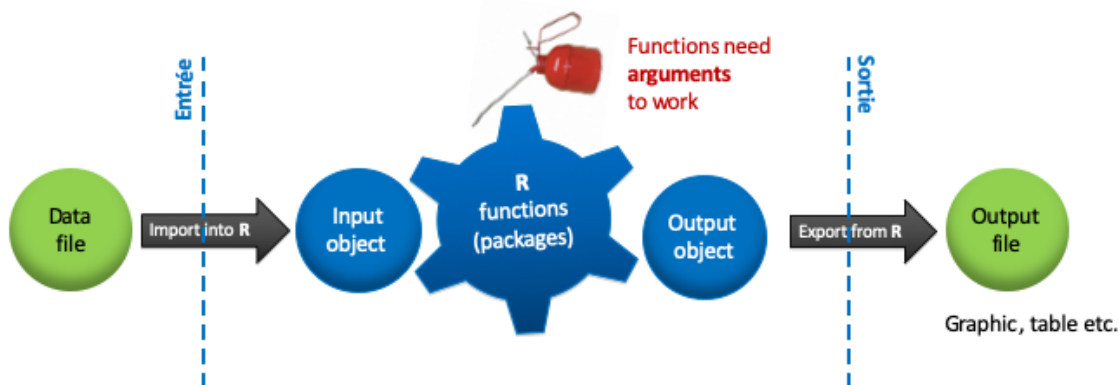 Functions need
arguments
to work
Entrée
Sortie
Data
file
Import into R
Input
object
R
functions
(packages)
Output
object
Export from R
Output
file
Graphic, table etc.